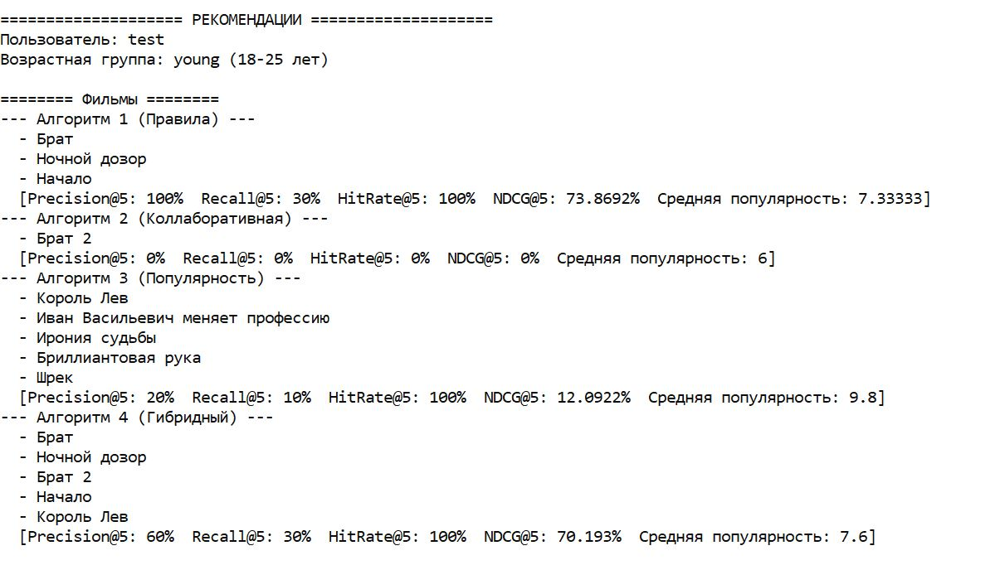 ==================== РЕКОМЕНДАЦИИ ====================
Пользователь: test
Возрастная группа: young (18-25 лет)
======== Фильмы ========
--- Алгоритм 1 (Правила) ---
- Брат
- Ночной дозор
- Начало
[Precision@5: 100%  Recall@5: 30%  HitRate@5: 100%  NDCG@5: 73.8692%  Средняя популярность: 7.33333]
--- Алгоритм 2 (Коллаборативная) ---
- Брат 2
[Precision@5: 0%  Recall@5: 0%  HitRate@5: 0%  NDCG@5: 0%  Средняя популярность: 6]
--- Алгоритм 3 (Популярность) ---
- Король Лев
- Иван Васильевич меняет профессию
- Ирония судьбы
- Бриллиантовая рука
- Шрек
[Precision@5: 20%  Recall@5: 10%  HitRate@5: 100%  NDCG@5: 12.0922%  Средняя популярность: 9.8]
--- Алгоритм 4 (Гибридный) ---
- Брат
- Ночной дозор
- Брат 2
- Начало
- Король Лев
[Precision@5: 60%  Recall@5: 30%  HitRate@5: 100%  NDCG@5: 70.193%  Средняя популярность: 7.6]